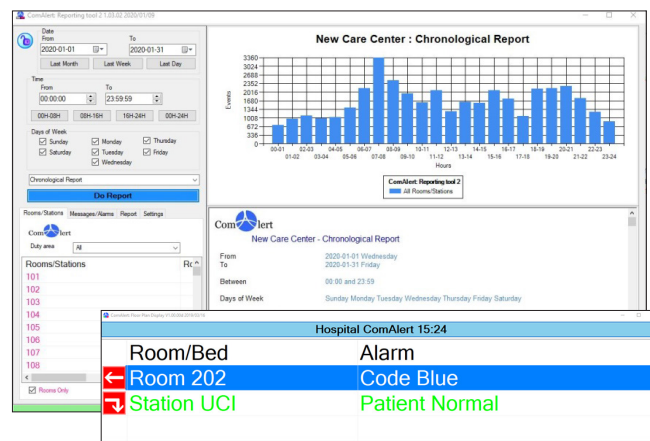 ComAlert: Reporting tool 2 1.03.02 2020/01/09
Date
From To
2020-01-01 2020-01-31
Last Month Last Week Last Day
Time
From To
00:00:00 23:59:59
00H-08H 08H-16H 16H-24H 00H-24H
Days of Week
Sunday Monday Thursday
Saturday Tuesday Friday
Wednesday
Chronological Report
Do Report
Rooms/Stations Messages/Alarms Report Settings
ComAlert
Duty area All
Rooms/Stations
101
102
103
104
105
106
107
108
Rooms Only
New Care Center : Chronological Report
Events
3360
3024
2688
2352
2016
1680
1344
1008
672
336
0
00-01 02-03 04-05 06-07 08-09 10-11 12-13 14-15 16-17 18-19 20-21 22-23
01-02 03-04 05-06 07-08 09-10 11-12 13-14 15-16 17-18 19-20 21-22 23-24
Hours
ComAlert: Reporting tool 2
All Rooms/Stations
ComAlert
New Care Center - Chronological Report
From 2020-01-01 Wednesday
To 2020-01-31 Friday
Between 00:00 and 23:59
Days of Week Sunday Monday Tuesday Wednesday Thursday Friday Saturday
Hospital ComAlert 15:24
Room/Bed Alarm
Room 202 Code Blue
Station UCI Patient Normal